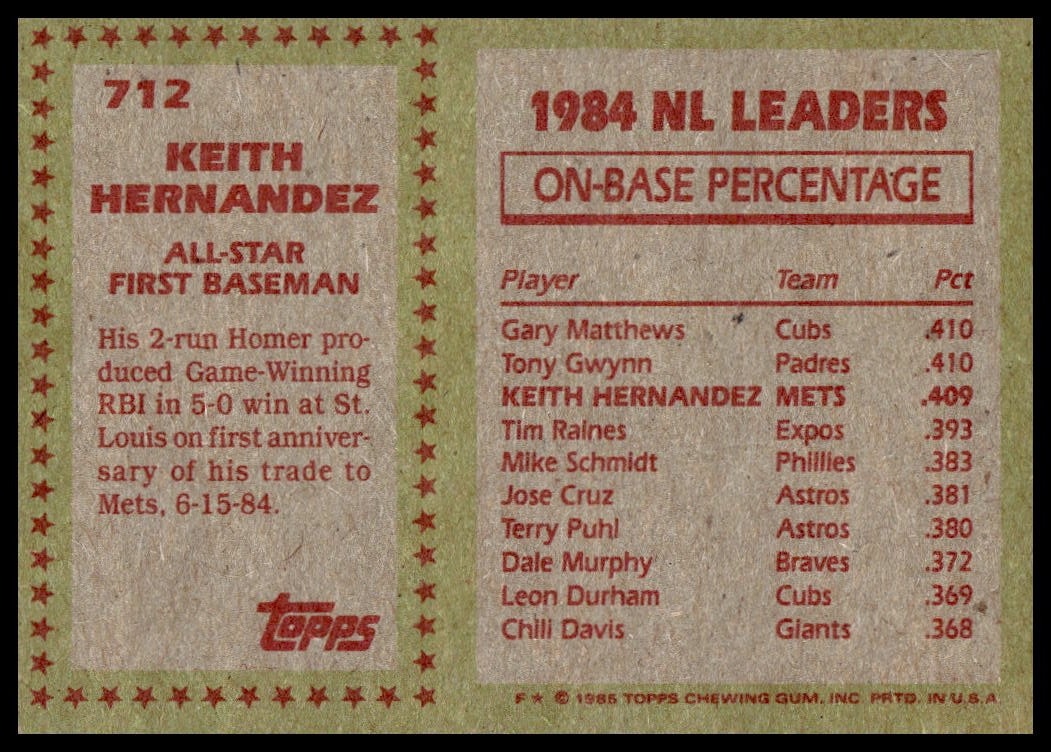 712
KEITH
HERNANDEZ
ALL-STAR
FIRST BASEMAN
His 2-run Homer pro-
duced Game-Winning
RBI in 5-0 win at St.
Louis on first anniver-
sary of his trade to
Mets, 6-15-84.
topps
1984 NL LEADERS
ON-BASE PERCENTAGE
Player Team Pct
Gary Matthews Cubs .410
Tony Gwynn Padres .410
KEITH HERNANDEZ METS .409
Tim Raines Expos .393
Mike Schmidt Phillies .383
Jose Cruz Astros .381
Terry Puhl Astros .380
Dale Murphy Braves .372
Leon Durham Cubs .369
Chili Davis Giants .368
F ★ © 1985 TOPPS CHEWING GUM, INC PRTD. IN U.S.A.